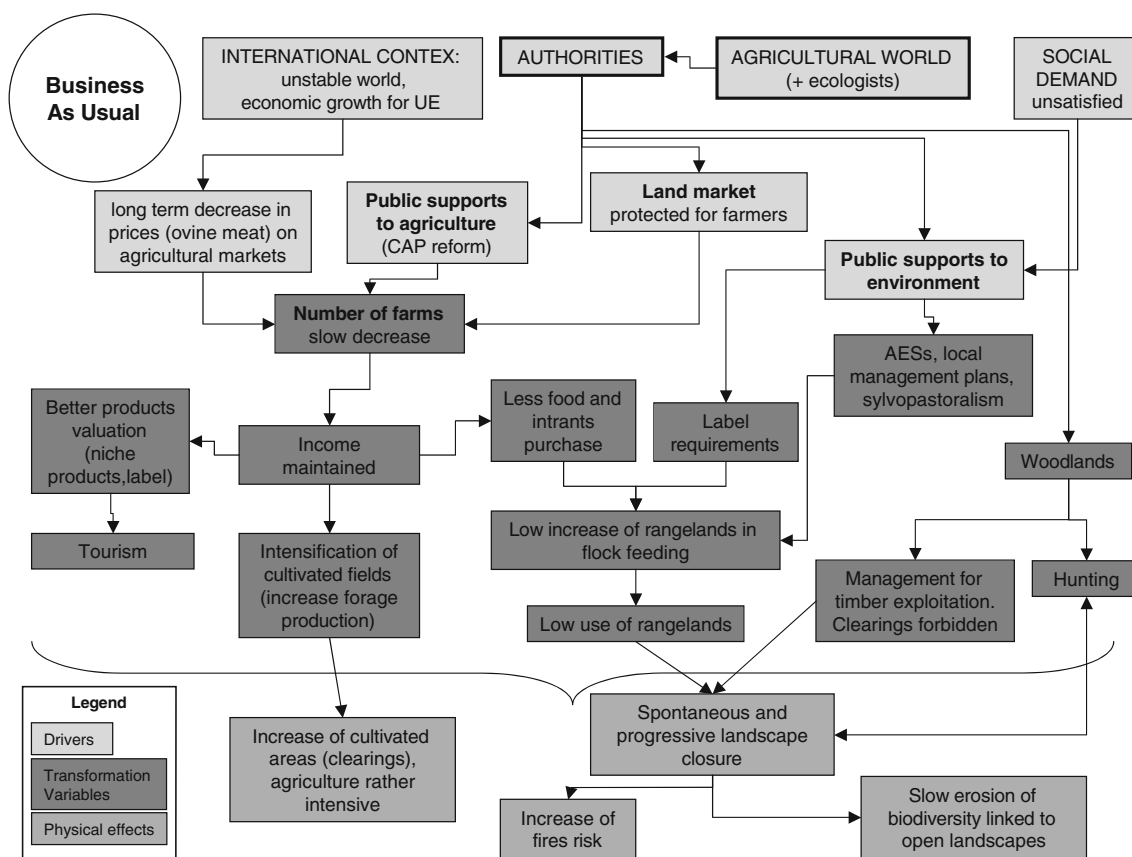 Business
As Usual
INTERNATIONAL CONTEX:
unstable world,
economic growth for UE
AUTHORITIES
AGRICULTURAL WORLD
(+ ecologists)
SOCIAL
DEMAND
unsatisfied
long term decrease in
prices (ovine meat) on
agricultural markets
Public supports
to agriculture
(CAP reform)
Land market
protected for farmers
Public supports to
environment
Number of farms
slow decrease
AESs, local
management plans,
sylvopastoralism
Better products
valuation
(niche
products,label)
Income
maintained
Less food and
intrants
purchase
Label
requirements
Woodlands
Tourism
Intensification of
cultivated fields
(increase forage
production)
Low increase of rangelands in
flock feeding
Management for
timber exploitation.
Clearings forbidden
Hunting
Low use of rangelands
Legend
Drivers
Transformation
Variables
Physical effects
Increase of cultivated
areas (clearings),
agriculture rather
intensive
Spontaneous and
progressive landscape
closure
Increase of
fires risk
Slow erosion of
biodiversity linked to
open landscapes